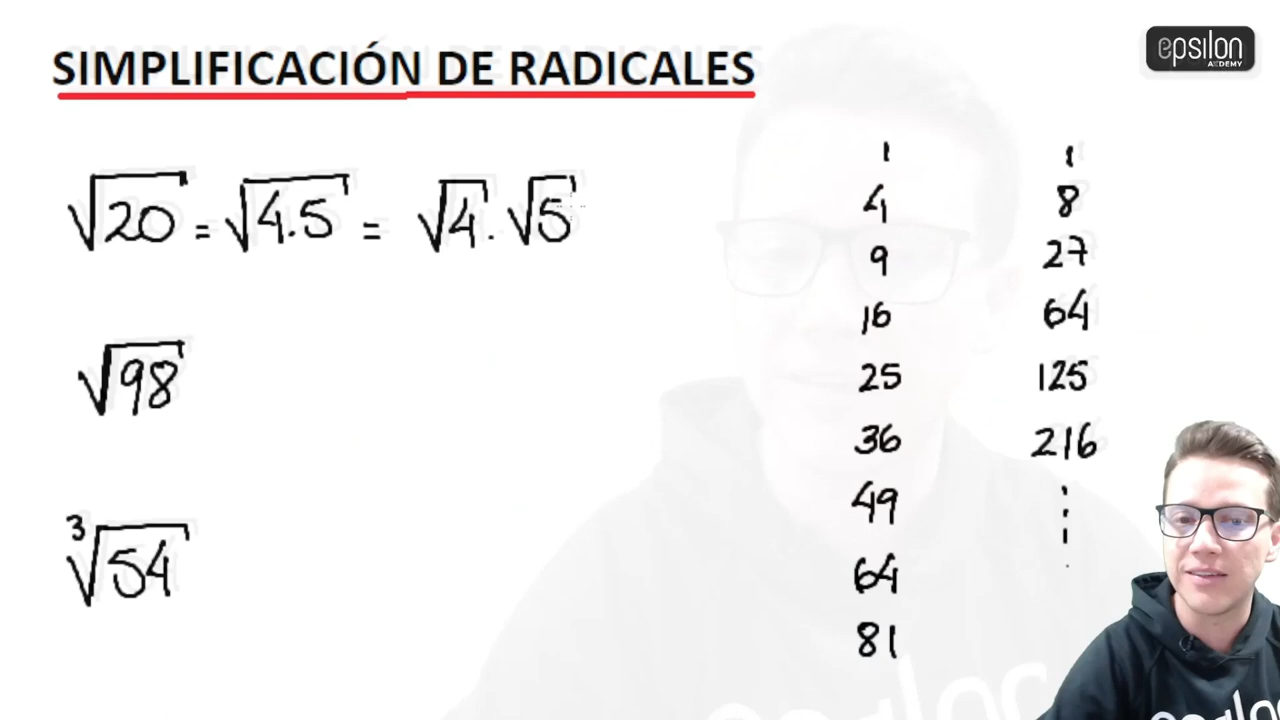 SIMPLIFICACIÓN DE RADICALES
epsilon
ACADEMY
√20 = √4.5 = √4 . √5
√98
³√54
1 1
4 8
9 27
16 64
25 125
36 216
49 ⋮
64
81